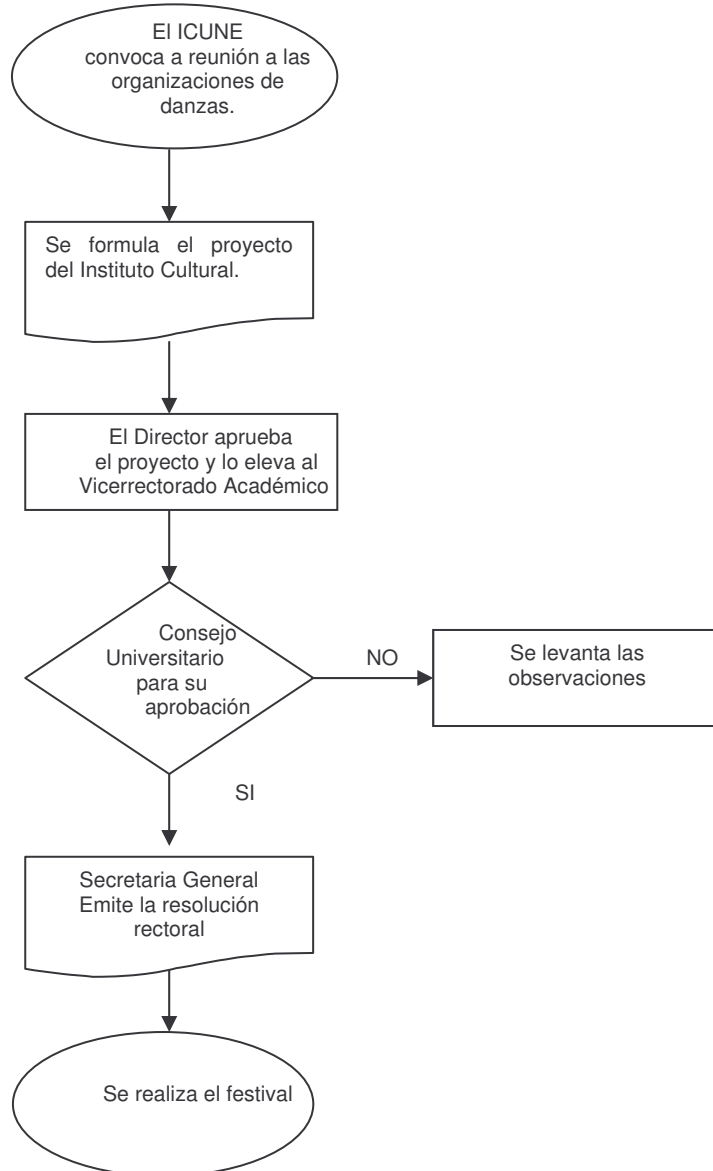 El ICUNE
convoca a reunión a las
organizaciones de
danzas.
Se formula el proyecto
del Instituto Cultural.
El Director aprueba
el proyecto y lo eleva al
Vicerrectorado Académico
Consejo
Universitario
para su
aprobación
NO
Se levanta las
observaciones
SI
Secretaria General
Emite la resolución
rectoral
Se realiza el festival